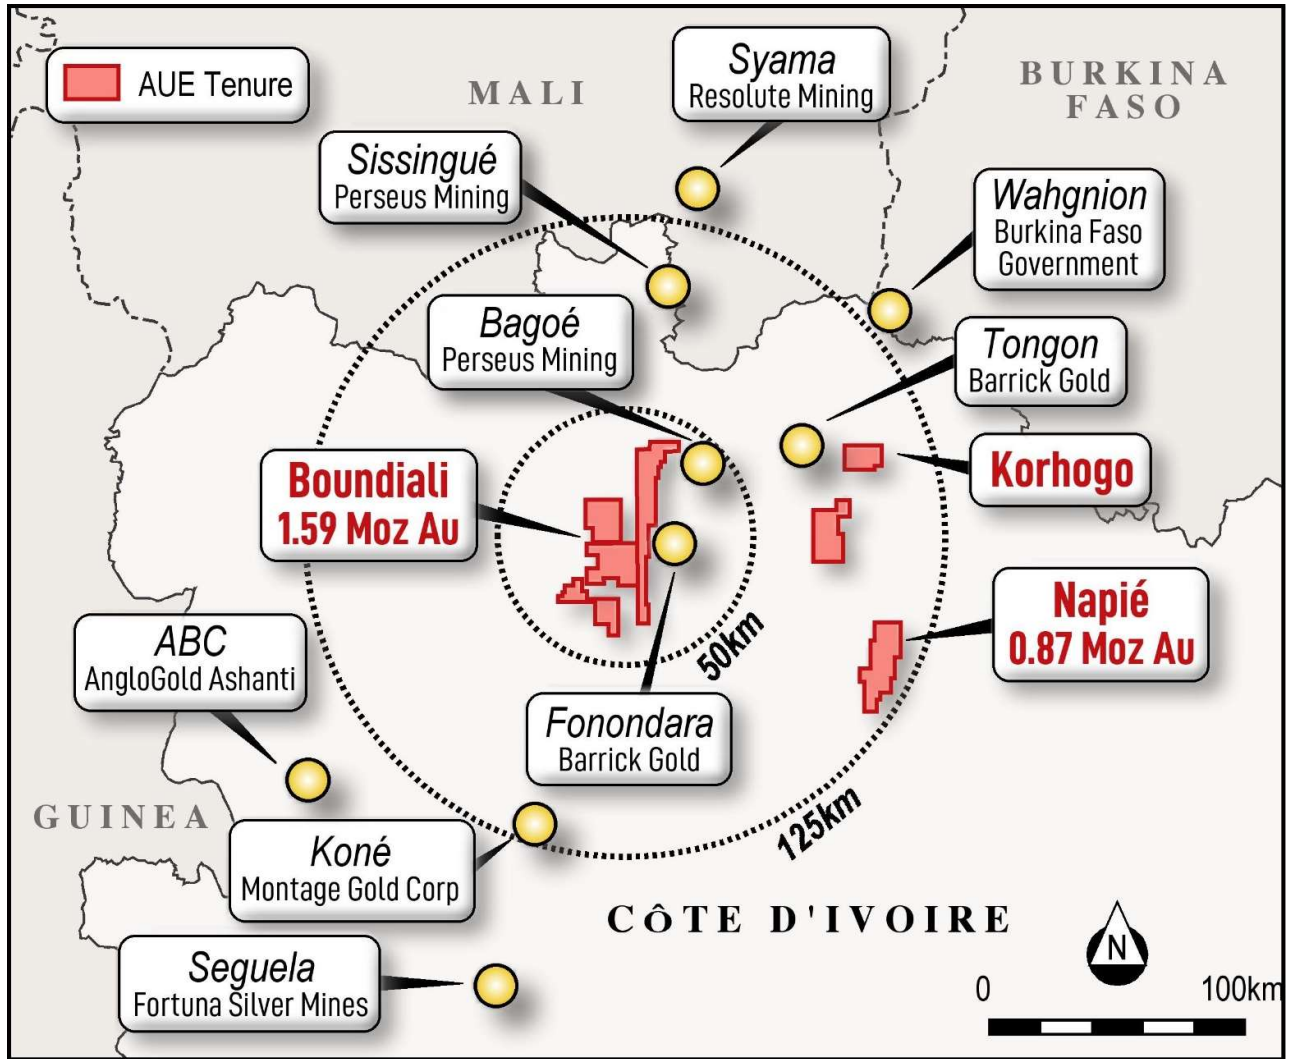 AUE Tenure
MALI
Syama
Resolute Mining
BURKINA
FASO
Sissingué
Perseus Mining
Wahgnion
Burkina Faso
Government
Bagoé
Perseus Mining
Tongon
Barrick Gold
Boundiali
1.59 Moz Au
Korhogo
Napié
0.87 Moz Au
50km
ABC
AngloGold Ashanti
Fonondara
Barrick Gold
125km
GUINEA
Koné
Montage Gold Corp
CÔTE D'IVOIRE
N
Seguela
Fortuna Silver Mines
0 100km